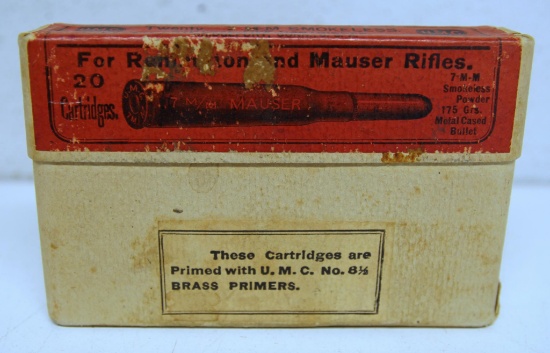 For Remington and Mauser Rifles.
20
Cartridges.
7 M/M MAUSER
7-M-M
Smokeless
Powder
175 Grs.
Metal Cased
Bullet
These Cartridges are
Primed with U. M. C. No. 8½
BRASS PRIMERS.